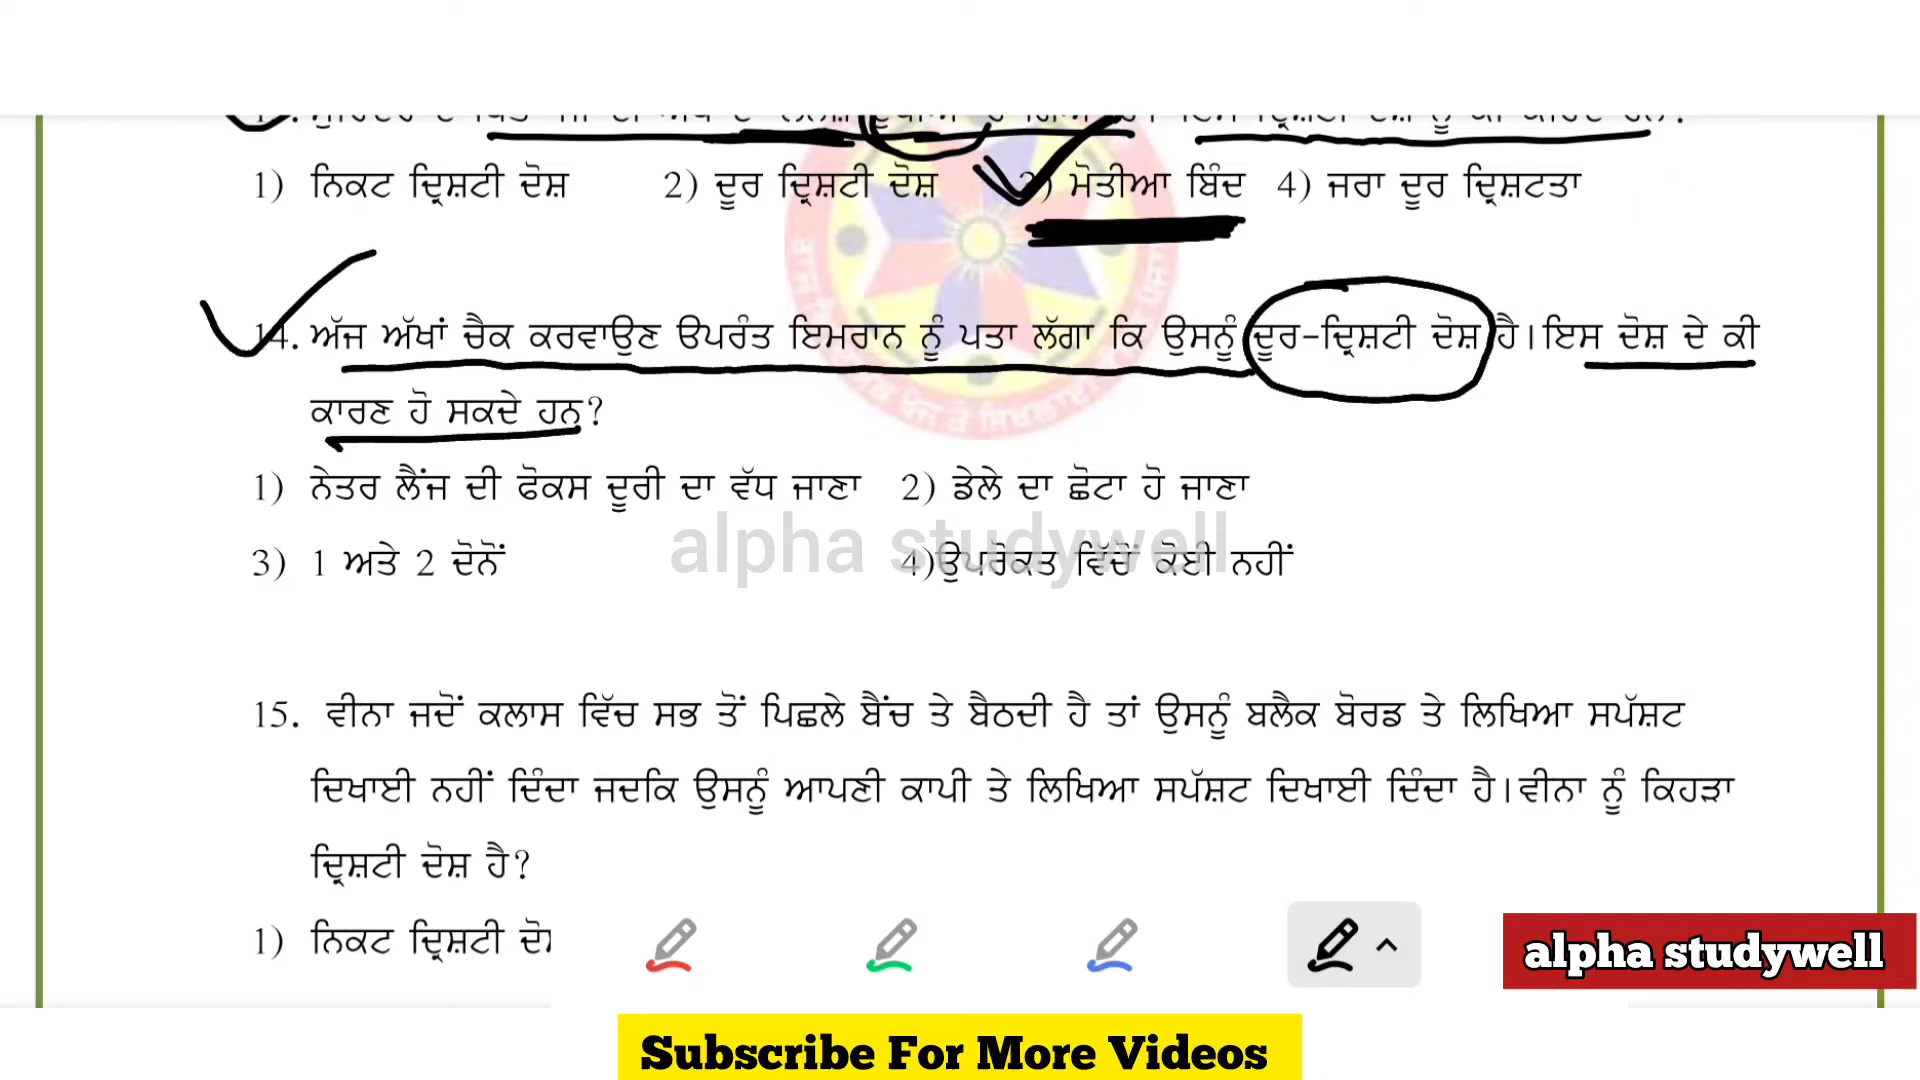 1) ਨਿਕਟ ਦ੍ਰਿਸ਼ਟੀ ਦੋਸ਼ 2) ਦੂਰ ਦ੍ਰਿਸ਼ਟੀ ਦੋਸ਼ 3) ਮੋਤੀਆ ਬਿੰਦ 4) ਜਰਾ ਦੂਰ ਦ੍ਰਿਸ਼ਟਤਾ
14. ਅੱਜ ਅੱਖਾਂ ਚੈਕ ਕਰਵਾਉਣ ੳਪਰੰਤ ਇਮਰਾਨ ਨੂੰ ਪਤਾ ਲੱਗਾ ਕਿ ਉਸਨੂੰ ਦੂਰ-ਦ੍ਰਿਸ਼ਟੀ ਦੋਸ਼ ਹੈ। ਇਸ ਦੋਸ਼ ਦੇ ਕੀ
ਕਾਰਣ ਹੋ ਸਕਦੇ ਹਨ?
1) ਨੇਤਰ ਲੈਂਜ ਦੀ ਫੋਕਸ ਦੂਰੀ ਦਾ ਵੱਧ ਜਾਣਾ 2) ਡੇਲੇ ਦਾ ਛੋਟਾ ਹੋ ਜਾਣਾ
alpha studywell
3) 1 ਅਤੇ 2 ਦੋਨੋਂ 4)ਉਪਰੋਕਤ ਵਿੱਚੋਂ ਕੋਈ ਨਹੀਂ
15. ਵੀਨਾ ਜਦੋਂ ਕਲਾਸ ਵਿੱਚ ਸਭ ਤੋਂ ਪਿਛਲੇ ਬੈਂਚ ਤੇ ਬੈਠਦੀ ਹੈ ਤਾਂ ਉਸਨੂੰ ਬਲੈਕ ਬੋਰਡ ਤੇ ਲਿਖਿਆ ਸਪੱਸ਼ਟ
ਦਿਖਾਈ ਨਹੀਂ ਦਿੰਦਾ ਜਦਕਿ ਉਸਨੂੰ ਆਪਣੀ ਕਾਪੀ ਤੇ ਲਿਖਿਆ ਸਪੱਸ਼ਟ ਦਿਖਾਈ ਦਿੰਦਾ ਹੈ। ਵੀਨਾ ਨੂੰ ਕਿਹੜਾ
ਦ੍ਰਿਸ਼ਟੀ ਦੋਸ਼ ਹੈ?
1) ਨਿਕਟ ਦ੍ਰਿਸ਼ਟੀ
alpha studywell
Subscribe For More Videos